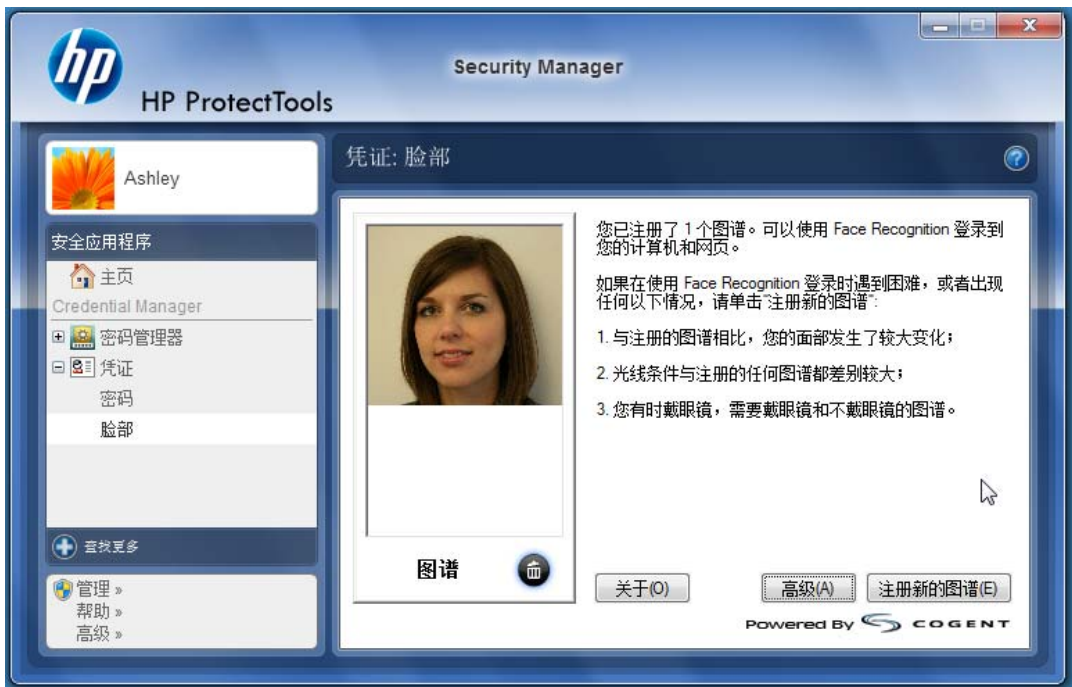 hp
HP ProtectTools
Security Manager
Ashley
安全应用程序
主页
Credential Manager
密码管理器
凭证
密码
脸部
查找更多
管理 »
帮助 »
高级 »
凭证: 脸部
?
图谱
您已注册了 1 个图谱。可以使用 Face Recognition 登录到
您的计算机和网页。
如果在使用 Face Recognition 登录时遇到困难，或者出现
任何以下情况，请单击“注册新的图谱”:
1. 与注册的图谱相比，您的面部发生了较大变化；
2. 光线条件与注册的任何图谱都差别较大；
3. 您有时戴眼镜，需要戴眼镜和不戴眼镜的图谱。
关于(O)
高级(A)
注册新的图谱(E)
Powered By COGENT